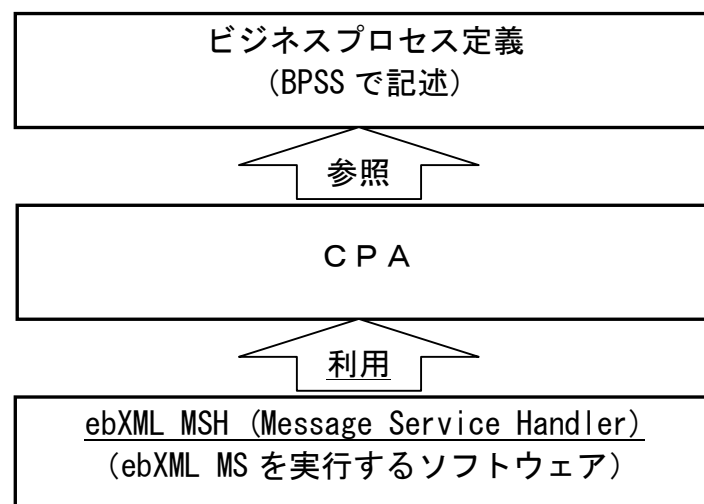 ビジネスプロセス定義
(BPSS で記述)
参照
ＣＰＡ
利用
ebXML MSH (Message Service Handler)
(ebXML MS を実行するソフトウェア)